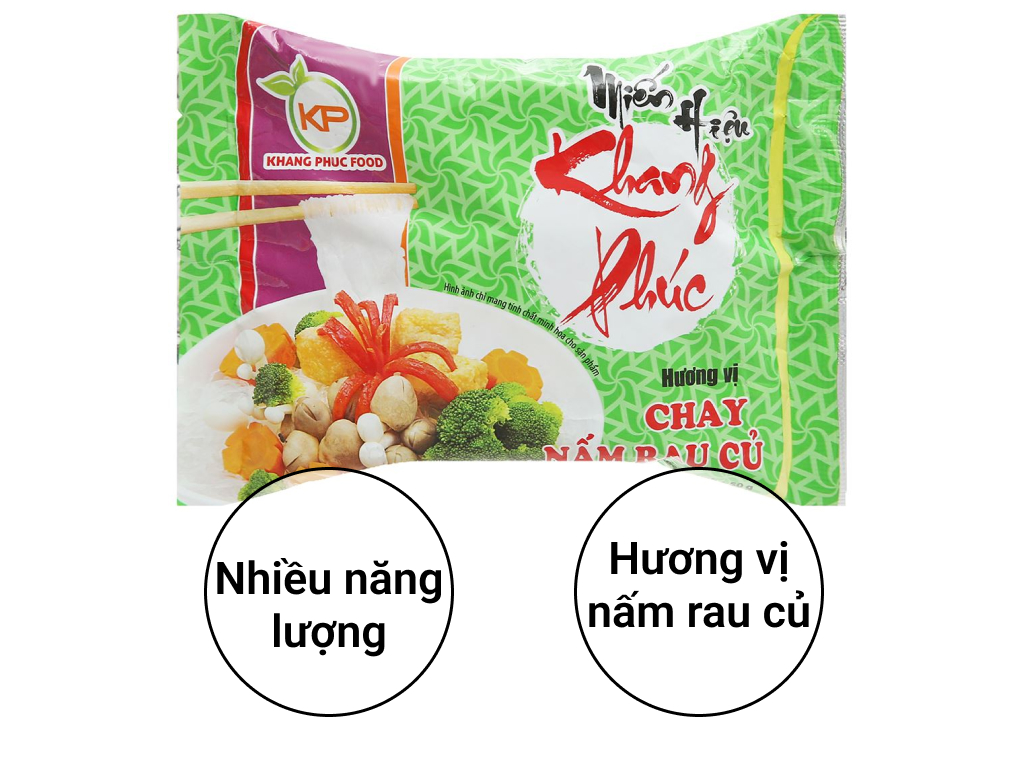 KP
KHANG PHUC FOOD
Miến Hiệu
Khang
Phúc
Hình ảnh chỉ mang tính chất minh họa cho sản phẩm
Hương vị
CHAY
NẤM RAU CỦ
Nhiều năng
lượng
Hương vị
nấm rau củ